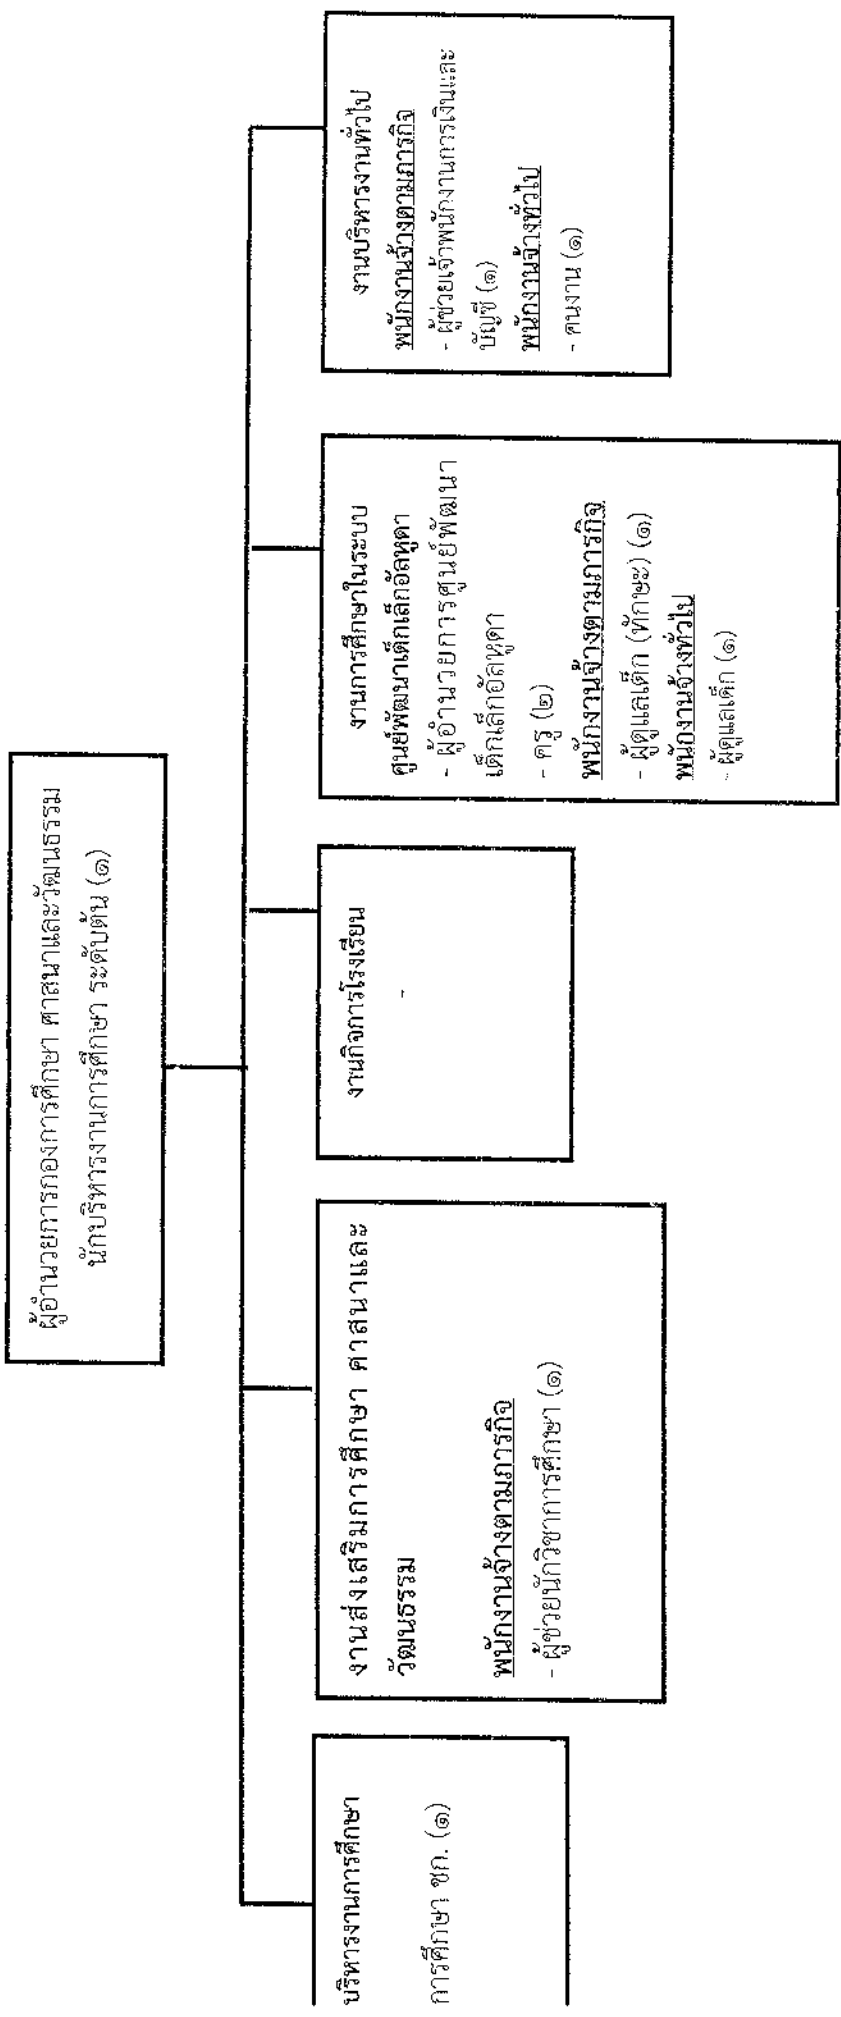 ผู้อำนวยการกองการศึกษา ศาสนาและวัฒนธรรม
นักบริหารงานการศึกษา ระดับต้น (๑)
บริหารงานการศึกษา
การศึกษา ชก. (๑)
งานส่งเสริมการศึกษา ศาสนาและ
วัฒนธรรม
พนักงานจ้างตามภารกิจ
- ผู้ช่วยนักวิชาการศึกษา (๑)
งานกิจการโรงเรียน
-
งานการศึกษาในระบบ
ศูนย์พัฒนาเด็กเล็กอัลหูดา
- ผู้อำนวยการศูนย์พัฒนา
เด็กเล็กอัลหูดา
- ครู (๒)
พนักงานจ้างตามภารกิจ
- ผู้ดูแลเด็ก (ทักษะ) (๑)
พนักงานจ้างทั่วไป
- ผู้ดูแลเด็ก (๑)
งานบริหารงานทั่วไป
พนักงานจ้างตามภารกิจ
- ผู้ช่วยเจ้าพนักงานการเงินและ
บัญชี (๑)
พนักงานจ้างทั่วไป
- คนงาน (๑)